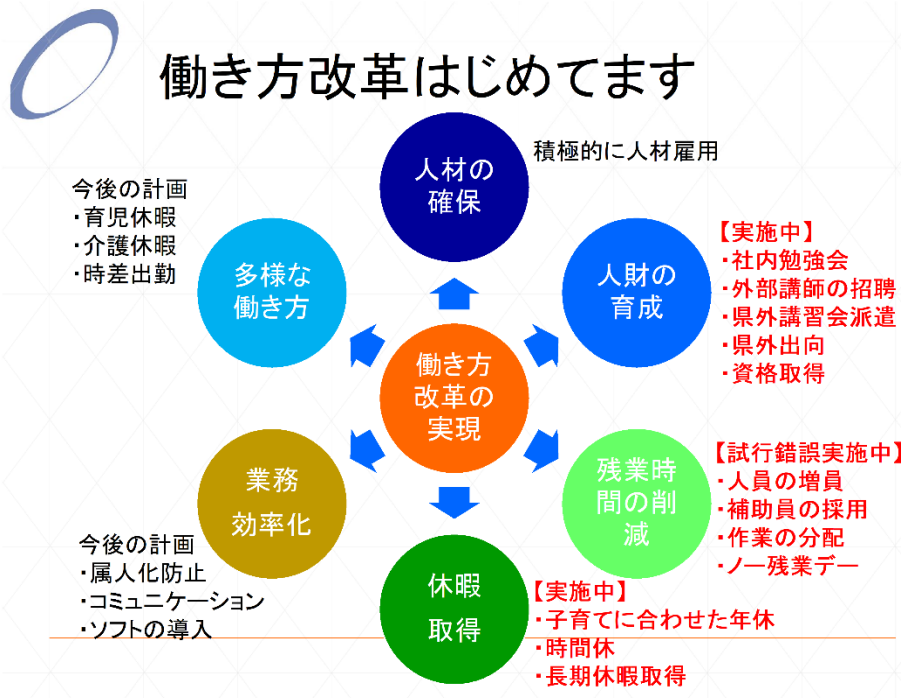 働き方改革はじめてます
人材の
確保
積極的に人材雇用
人財の
育成
【実施中】
・社内勉強会
・外部講師の招聘
・県外講習会派遣
・県外出向
・資格取得
残業時
間の削
減
【試行錯誤実施中】
・人員の増員
・補助員の採用
・作業の分配
・ノー残業デー
休暇
取得
【実施中】
・子育てに合わせた年休
・時間休
・長期休暇取得
業務
効率化
今後の計画
・属人化防止
・コミュニケーション
・ソフトの導入
多様な
働き方
今後の計画
・育児休暇
・介護休暇
・時差出勤
働き方
改革の
実現